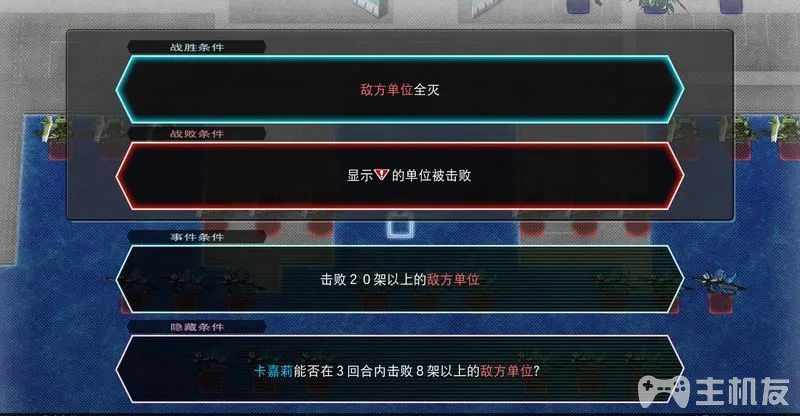 战胜条件
敌方单位全灭
战败条件
显示!的单位被击败
事件条件
击败20架以上的敌方单位
隐藏条件
卡嘉莉能否在3回合内击败8架以上的敌方单位?
主机友